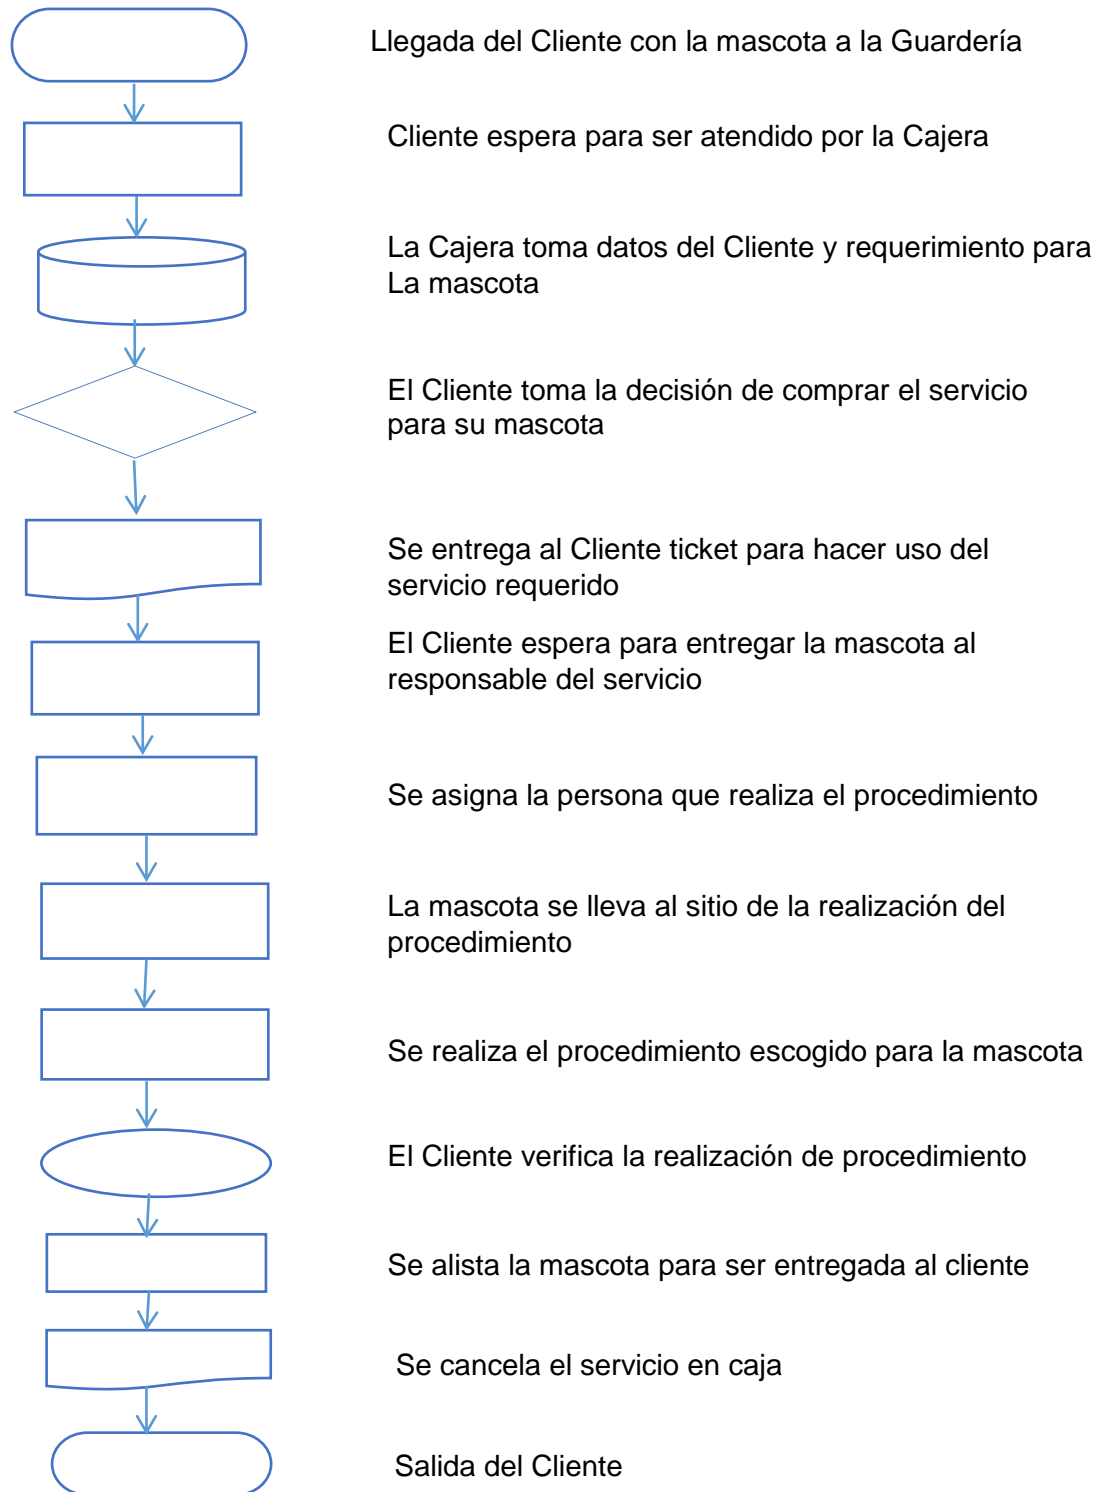 Llegada del Cliente con la mascota a la Guardería
Cliente espera para ser atendido por la Cajera
La Cajera toma datos del Cliente y requerimiento para
La mascota
El Cliente toma la decisión de comprar el servicio
para su mascota
Se entrega al Cliente ticket para hacer uso del
servicio requerido
El Cliente espera para entregar la mascota al
responsable del servicio
Se asigna la persona que realiza el procedimiento
La mascota se lleva al sitio de la realización del
procedimiento
Se realiza el procedimiento escogido para la mascota
El Cliente verifica la realización de procedimiento
Se alista la mascota para ser entregada al cliente
Se cancela el servicio en caja
Salida del Cliente